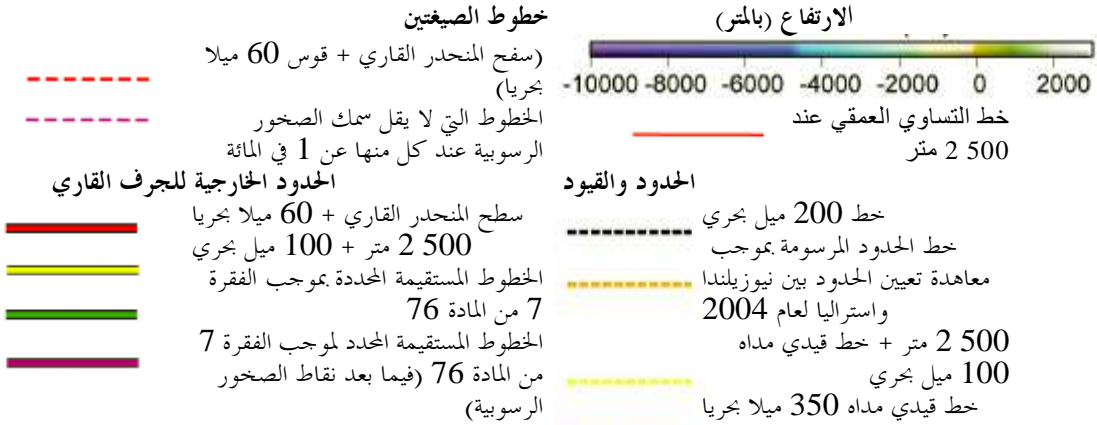 الارتفاع (بالمتر)
-10000 -8000 -6000 -4000 -2000 0 2000
خط التساوي العمقي عند
2 500 متر
الحدود والقيود
خط 200 ميل بحري
خط الحدود المرسومة بموجب
معاهدة تعيين الحدود بين نيوزيلندا
واستراليا لعام 2004
2 500 متر + خط قيدي مداه
100 ميل بحري
خط قيدي مداه 350 ميلا بحريا
خطوط الصيغتين
(سفح المنحدر القاري + قوس 60 ميلا
بحريا)
الخطوط التي لا يقل سمك الصخور
الرسوبية عند كل منها عن 1 في المائة
الحدود الخارجية للجرف القاري
سطح المنحدر القاري + 60 ميلا بحريا
2 500 متر + 100 ميل بحري
الخطوط المستقيمة المحددة بموجب الفقرة
7 من المادة 76
الخطوط المستقيمة المحدد لموجب الفقرة 7
من المادة 76 (فيما بعد نقاط الصخور
الرسوبية)